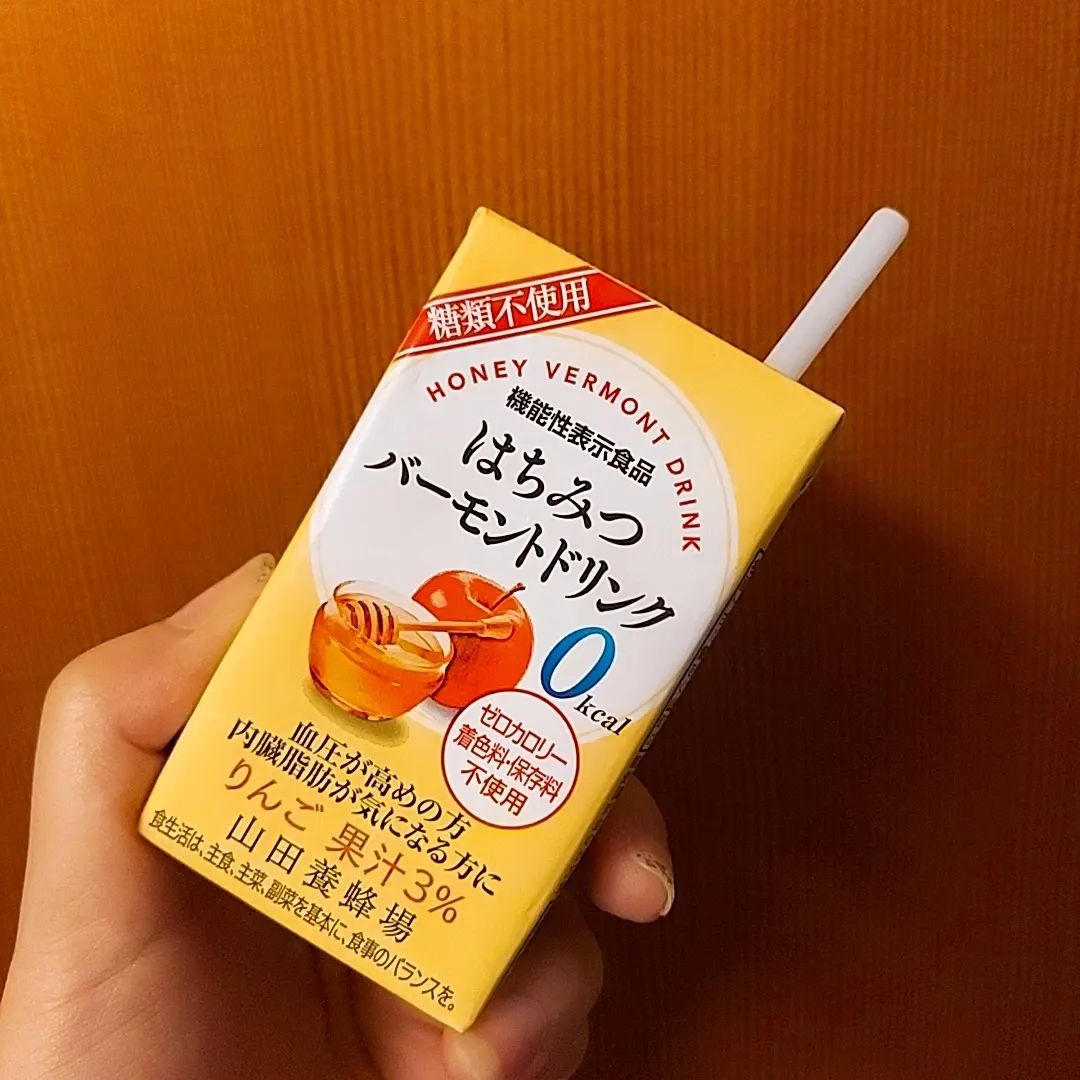 糖類不使用
HONEY VERMONT DRINK
機能性表示食品
はちみつ
バーモントドリンク
0kcal
ゼロカロリー
着色料・保存料
不使用
血圧が高めの方
内臓脂肪が気になる方に
りんご 果汁3%
山田養蜂場
食生活は、主食、主菜、副菜を基本に、食事のバランスを。